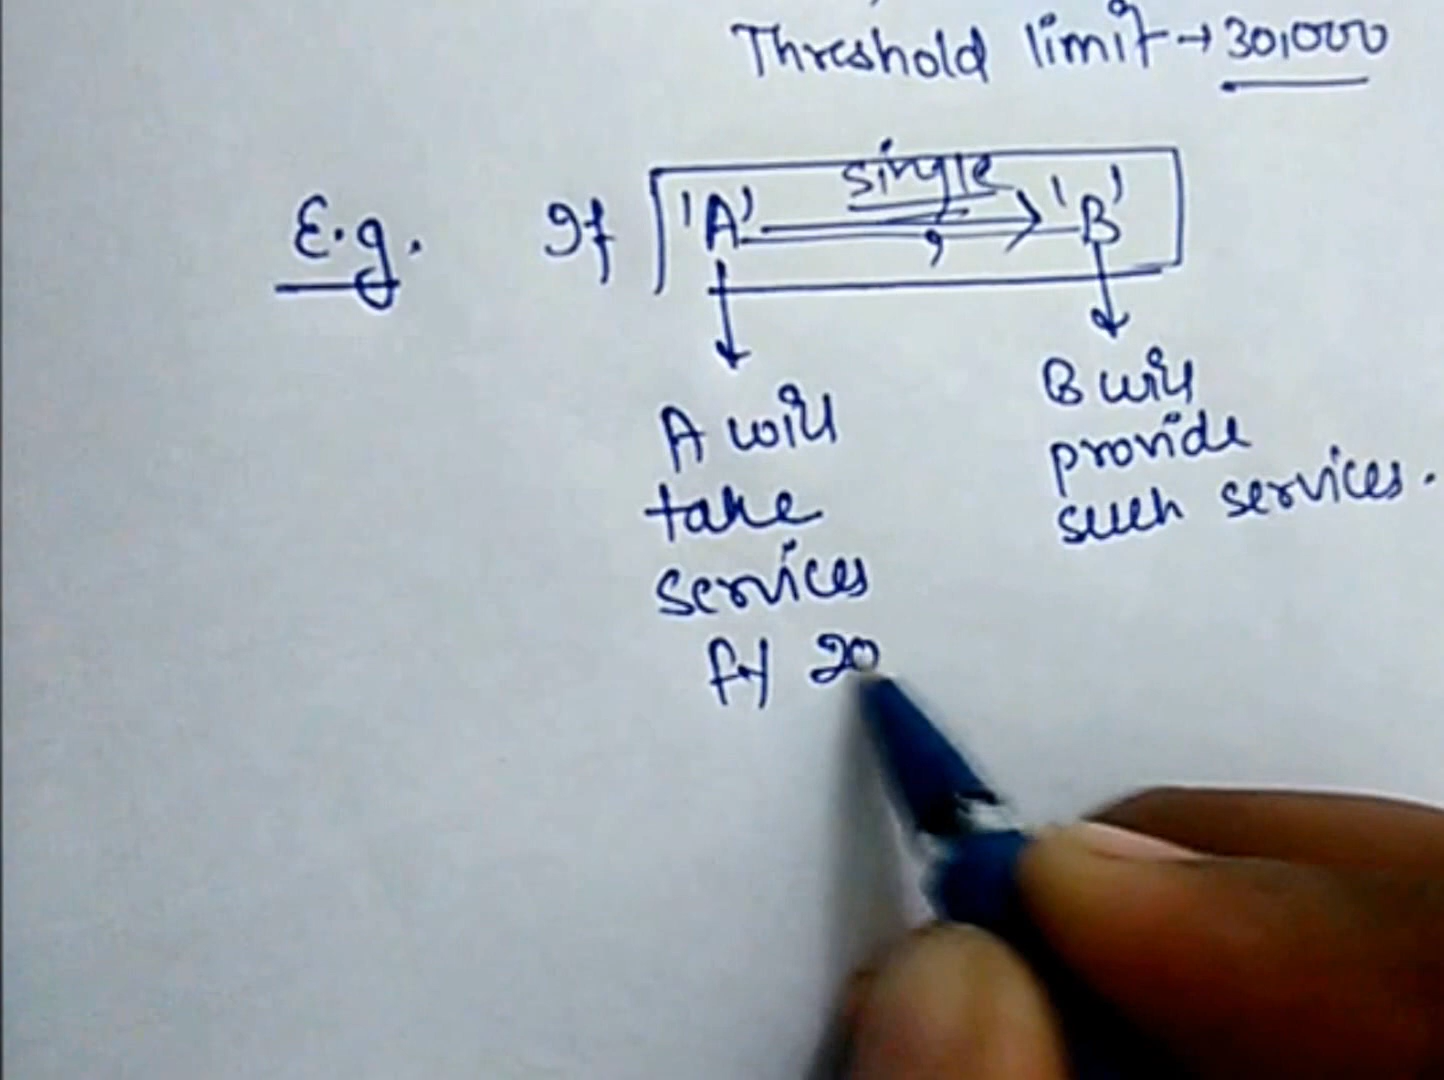 Threshold limit → 30,000
E.g. If 'A' single → 'B'
A will
take
services
B will
provide
such services.
fy 20